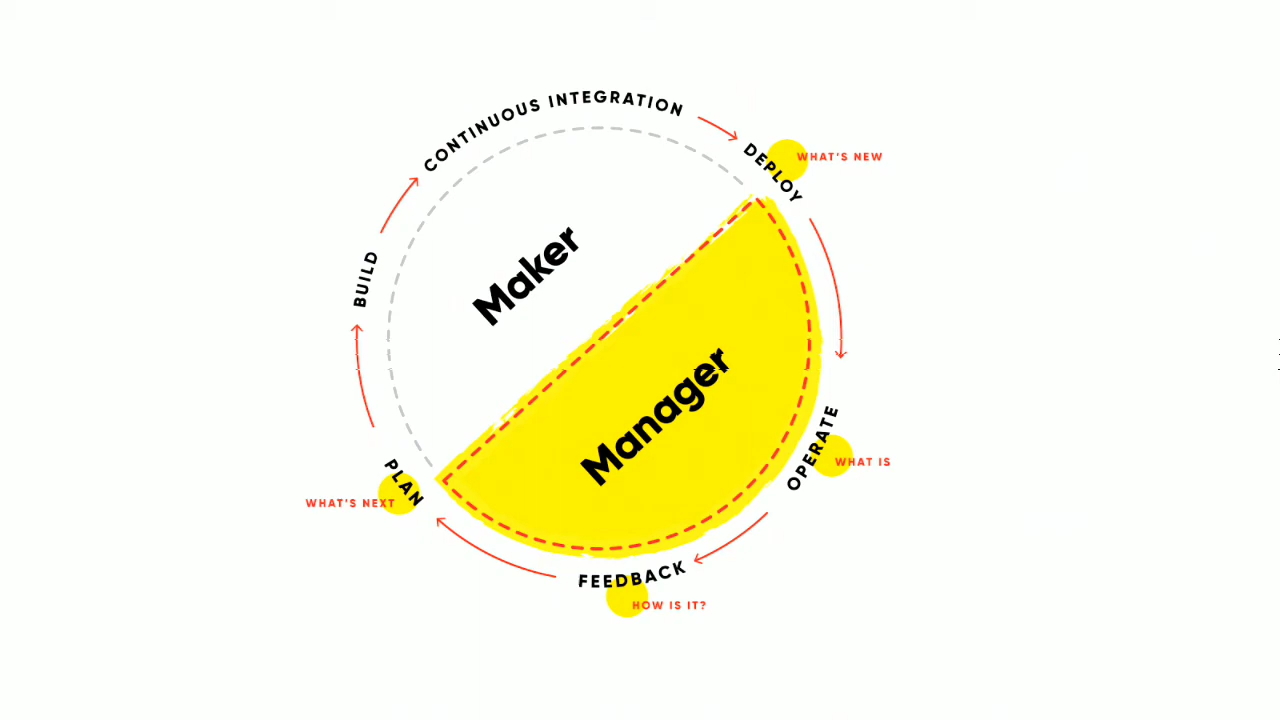 CONTINUOUS INTEGRATION
DEPLOY
WHAT'S NEW
BUILD
Maker
Manager
OPERATE
WHAT IS
PLAN
WHAT'S NEXT
FEEDBACK
HOW IS IT?